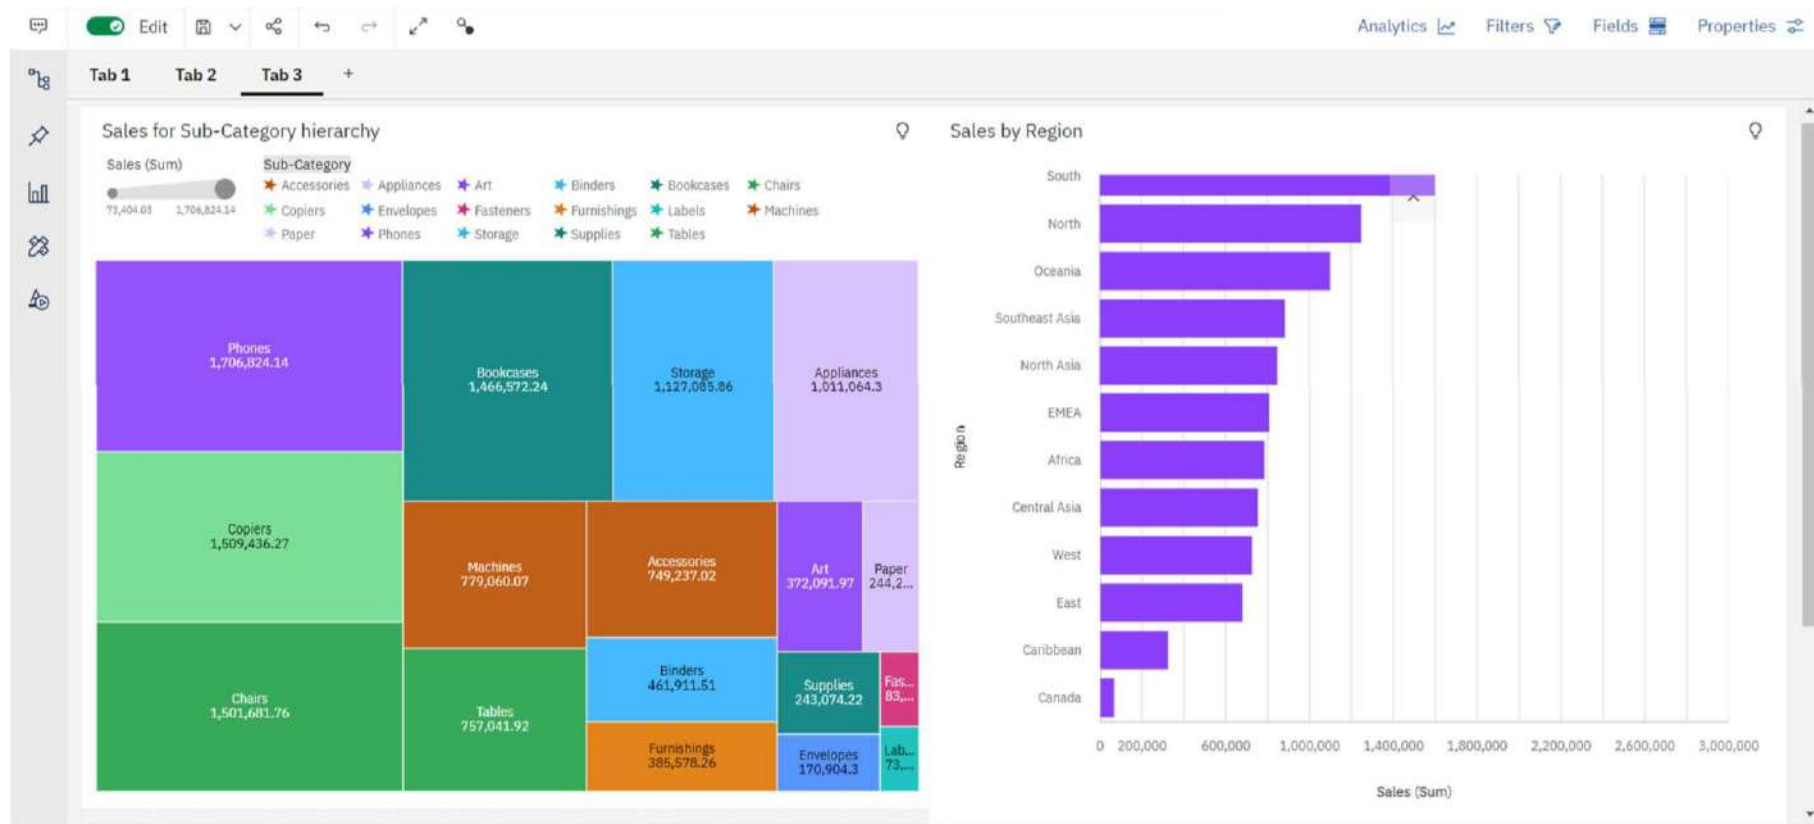 Edit
Analytics Filters Fields Properties
Tab 1 Tab 2 Tab 3 +
Sales for Sub-Category hierarchy
Sales (Sum)
73,404.03 1,706,824.14
Sub-Category
Accessories Appliances Art Binders Bookcases Chairs
Copiers Envelopes Fasteners Furnishings Labels Machines
Paper Phones Storage Supplies Tables
Phones
1,706,824.14
Bookcases
1,466,572.24
Storage
1,127,085.86
Appliances
1,011,064.3
Copiers
1,509,436.27
Machines
779,060.07
Accessories
749,237.02
Art
372,091.97
Paper
244,2...
Chairs
1,501,681.76
Tables
757,041.92
Binders
461,911.51
Furnishings
385,578.26
Supplies
243,074.22
Fas...
83,...
Envelopes
170,904.3
Lab...
73,...
Sales by Region
Region
South
North
Oceania
Southeast Asia
North Asia
EMEA
Africa
Central Asia
West
East
Caribbean
Canada
0 200,000 600,000 1,000,000 1,400,000 1,800,000 2,200,000 2,600,000 3,000,000
Sales (Sum)